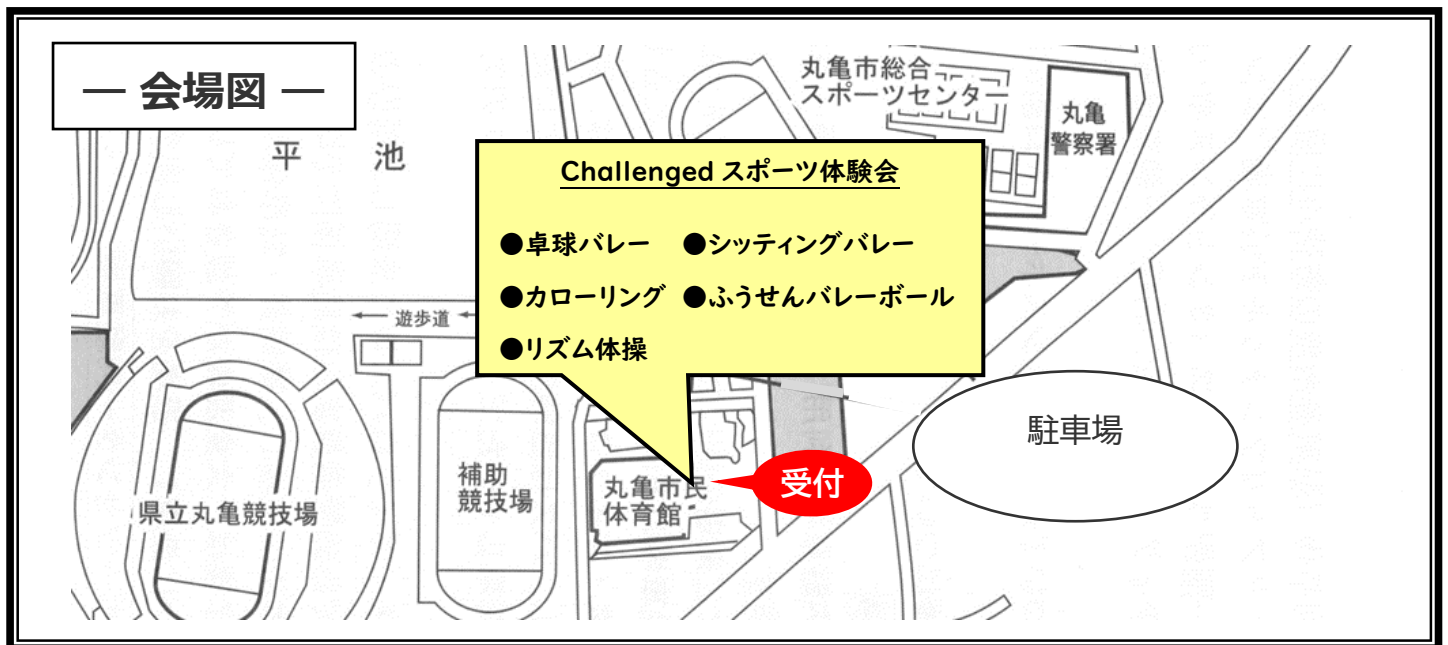 ― 会場図 ―
丸亀市総合
スポーツセンター
丸亀
警察署
平 池
Challenged スポーツ体験会
●卓球バレー ●シッティングバレー
●カローリング ●ふうせんバレーボール
●リズム体操
← 遊歩道 ←
駐車場
県立丸亀競技場
補助
競技場
丸亀市民
体育館
受付